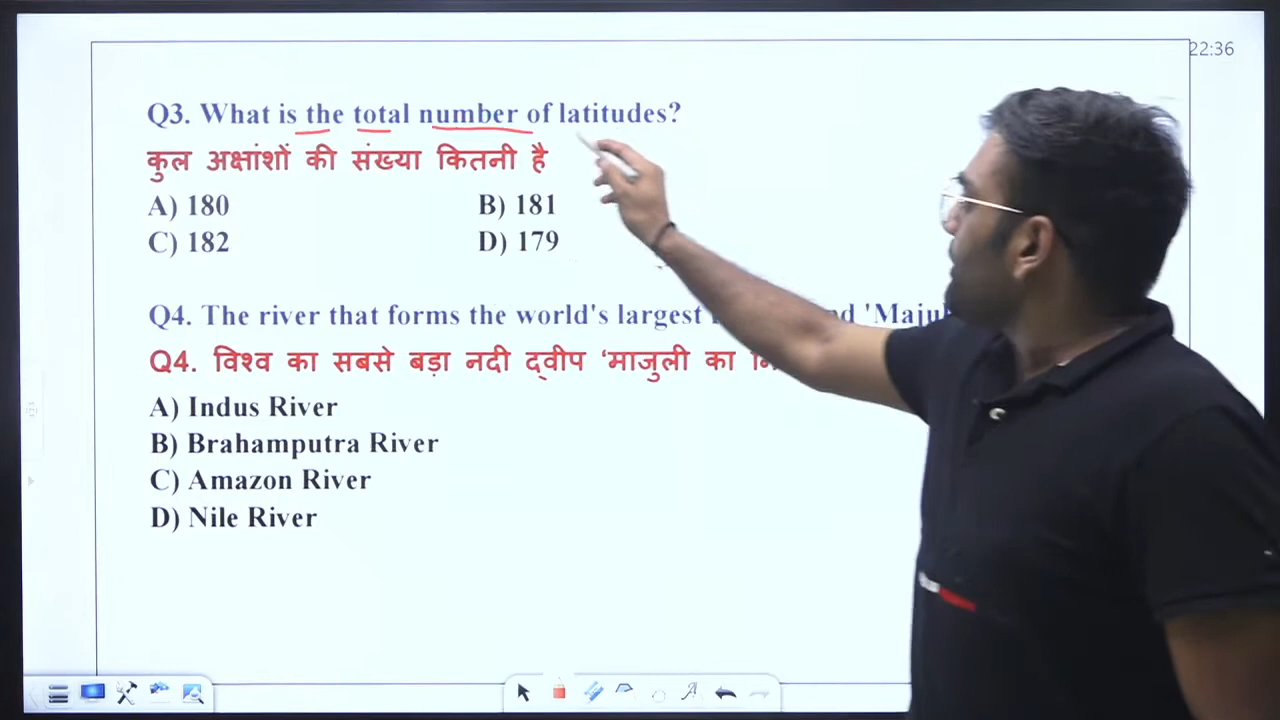 22:36
Q3. What is the total number of latitudes?
कुल अक्षांशों की संख्या कितनी है
A) 180 B) 181
C) 182 D) 179
Q4. The river that forms the world's largest
Q4. विश्व का सबसे बड़ा नदी द्वीप ‘माजुली का
A) Indus River
B) Brahamputra River
C) Amazon River
D) Nile River